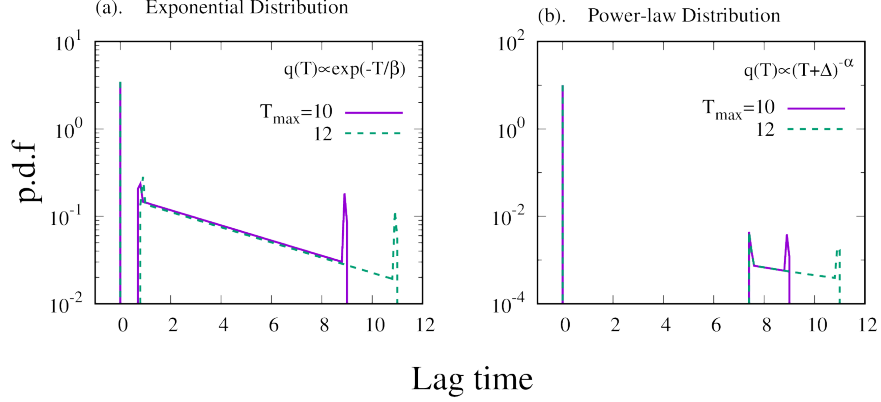 (a). Exponential Distribution
10^1
10^0
10^-1
10^-2
p.d.f
q(T)∝exp(-T/β)
T_max=10
12
0 2 4 6 8 10 12
(b). Power-law Distribution
10^2
10^0
10^-2
10^-4
q(T)∝(T+Δ)^-α
T_max=10
12
0 2 4 6 8 10 12
Lag time